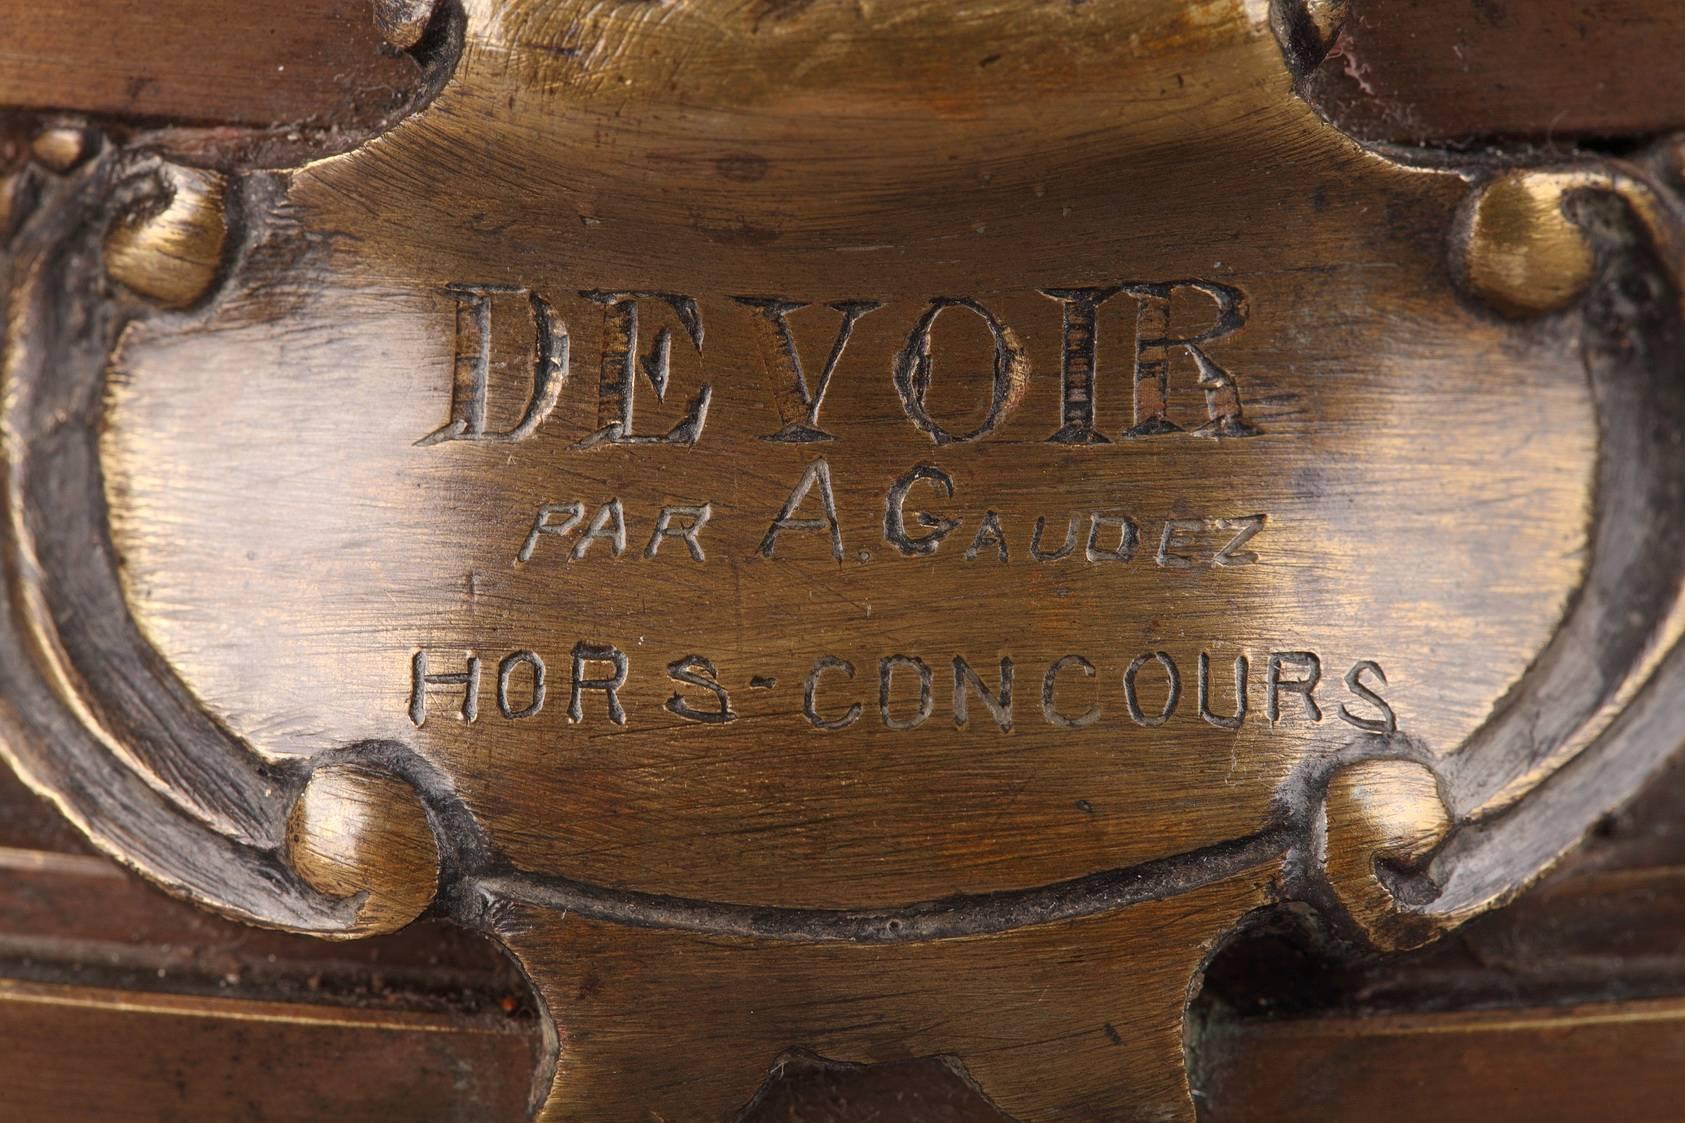 DEVOIR
PAR A. GAUDEZ
HORS-CONCOURS